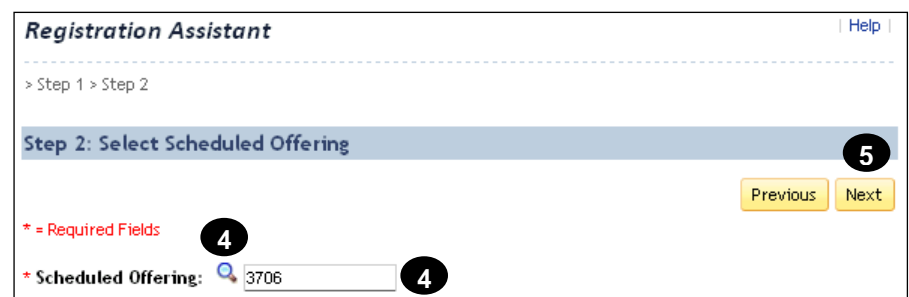 Registration Assistant | Help |
> Step 1 > Step 2
Step 2: Select Scheduled Offering
5
Previous Next
* = Required Fields
4
* Scheduled Offering: 3706 4